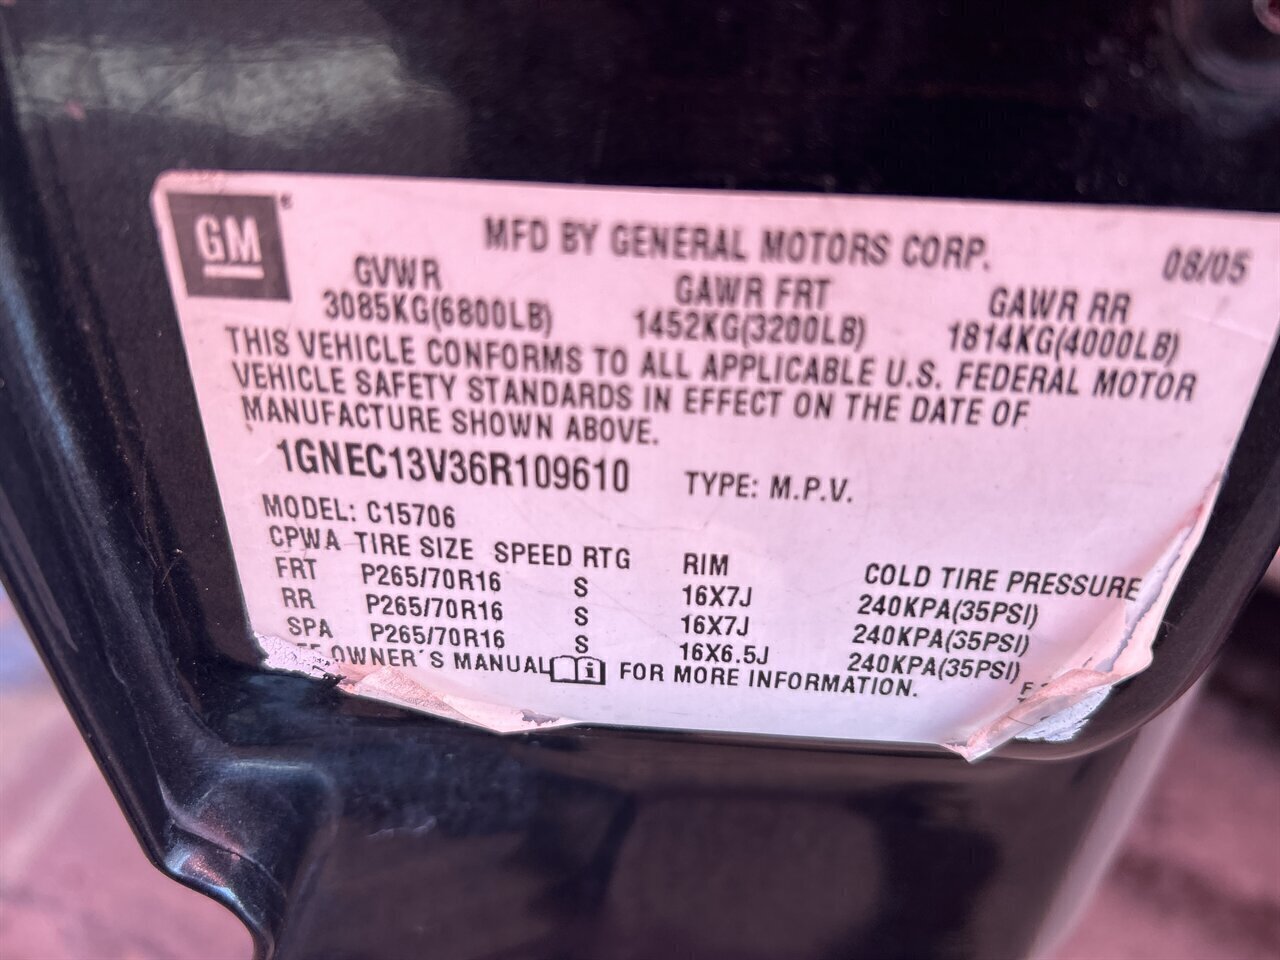 GM®
MFD BY GENERAL MOTORS CORP. 08/05
GVWR GAWR FRT GAWR RR
3085KG(6800LB) 1452KG(3200LB) 1814KG(4000LB)
THIS VEHICLE CONFORMS TO ALL APPLICABLE U.S. FEDERAL MOTOR
VEHICLE SAFETY STANDARDS IN EFFECT ON THE DATE OF
MANUFACTURE SHOWN ABOVE.
1GNEC13V36R109610 TYPE: M.P.V.
MODEL: C15706
CPWA TIRE SIZE SPEED RTG RIM COLD TIRE PRESSURE
FRT P265/70R16 S 16X7J 240KPA(35PSI)
RR P265/70R16 S 16X7J 240KPA(35PSI)
SPA P265/70R16 S 16X6.5J 240KPA(35PSI)
OWNER'S MANUAL FOR MORE INFORMATION.